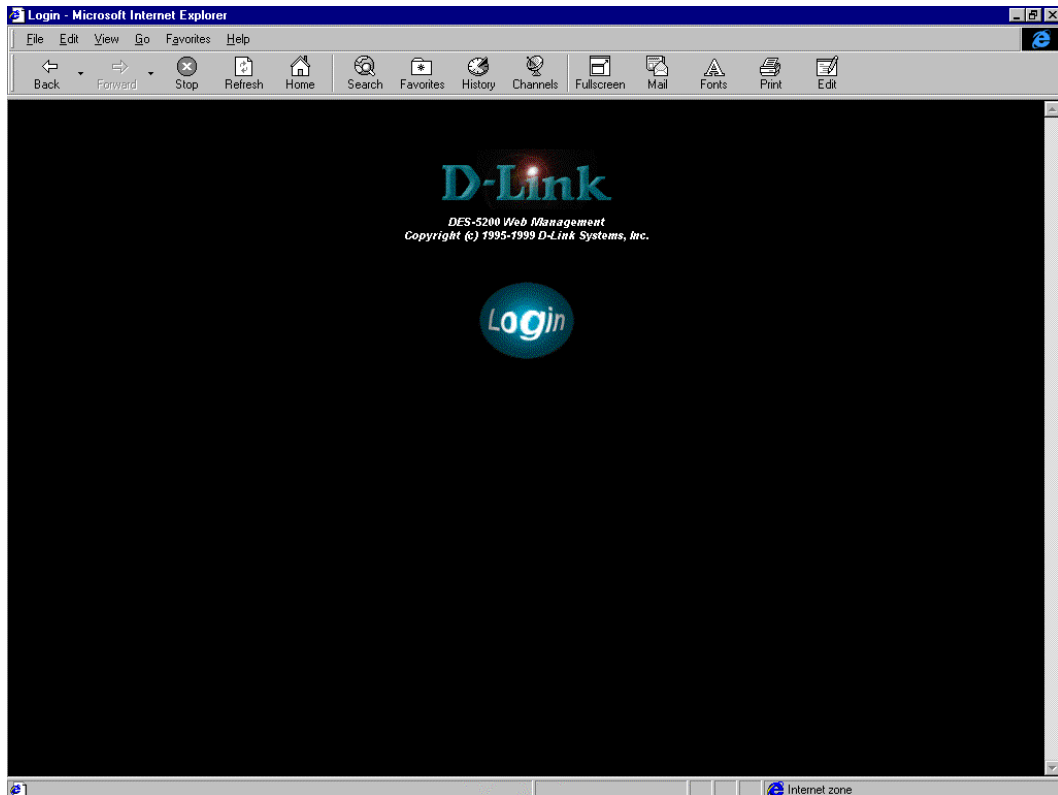 Login - Microsoft Internet Explorer
File Edit View Go Favorites Help
Back Forward Stop Refresh Home Search Favorites History Channels Fullscreen Mail Fonts Print Edit
D-Link
DES-5200 Web Management
Copyright (c) 1995-1999 D-Link Systems, Inc.
Login
Internet zone